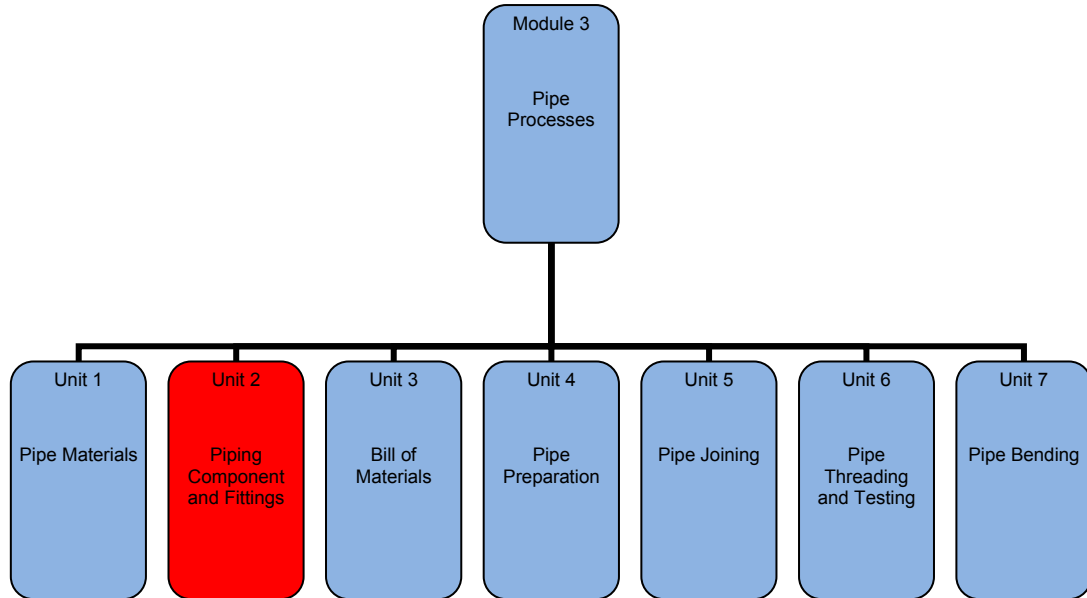 Module 3
Pipe
Processes
Unit 1
Pipe Materials
Unit 2
Piping
Component
and Fittings
Unit 3
Bill of
Materials
Unit 4
Pipe
Preparation
Unit 5
Pipe Joining
Unit 6
Pipe
Threading
and Testing
Unit 7
Pipe Bending